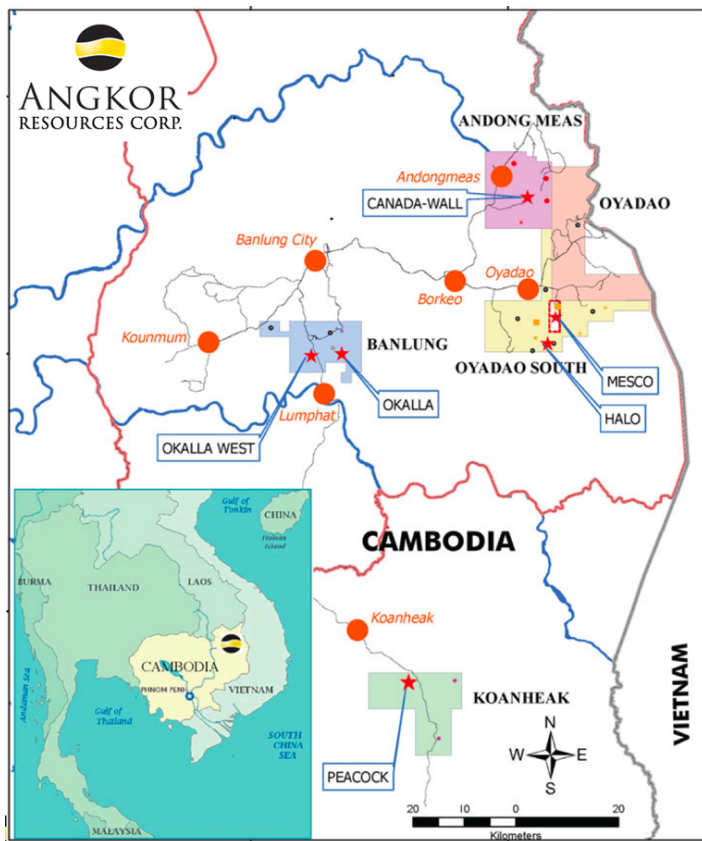 ANGKOR
RESOURCES CORP.
ANDONG MEAS
Andongmeas
CANADA-WALL
OYADAO
Banlung City
Oyadao
Borkeo
Kounmum
BANLUNG
OYADAO SOUTH
MESCO
OKALLA
HALO
Lumphat
OKALLA WEST
Gulf of
Tonkin
CHINA
Hainan
Island
CAMBODIA
BURMA
THAILAND
LAOS
Koanheak
CAMBODIA
PHNOM PENH
VIETNAM
Andaman Sea
Gulf of
Thailand
SOUTH
CHINA
SEA
MALAYSIA
KOANHEAK
PEACOCK
VIETNAM
N
W
E
S
20
10
0
20
Kilometers